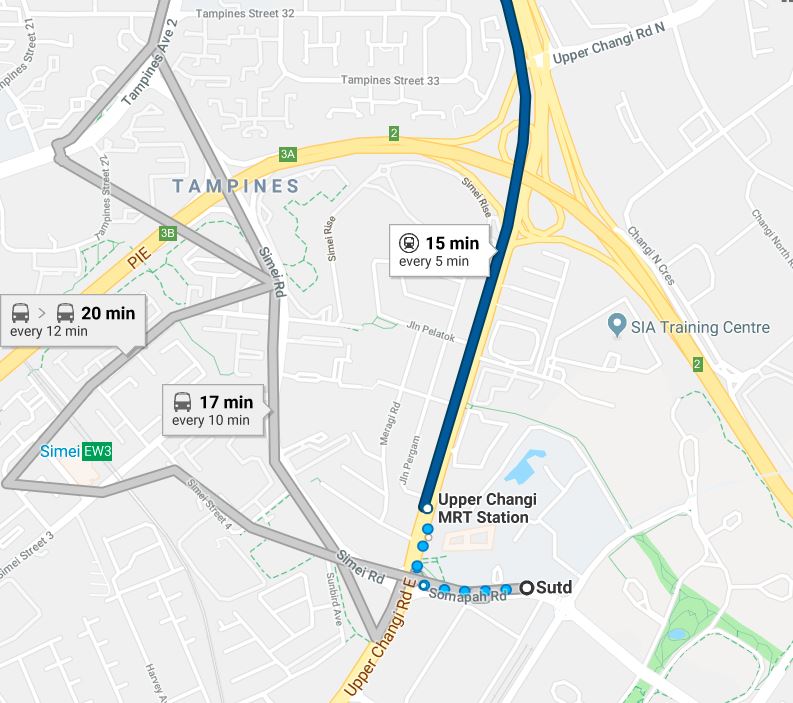 Tampines Street 32
Tampines Ave 2
Tampines Street 21
Upper Changi Rd N
Tampines Street 33
2
3A
Tampines Street 22
TAMPINES
Simei Rise
3B
Simei Rise
PIE
Simei Rd
15 min
every 5 min
Changi N Cres
Changi North R
20 min
every 12 min
Jln Pelatok
SIA Training Centre
2
17 min
every 10 min
Meragi Rd
Simei EW3
Jln Pergam
Simei Street 4
Upper Changi
MRT Station
Simei Street 3
Simei Rd
Sutd
Somapah Rd
Sunbird Ave
Upper Changi Rd E
Harvey A